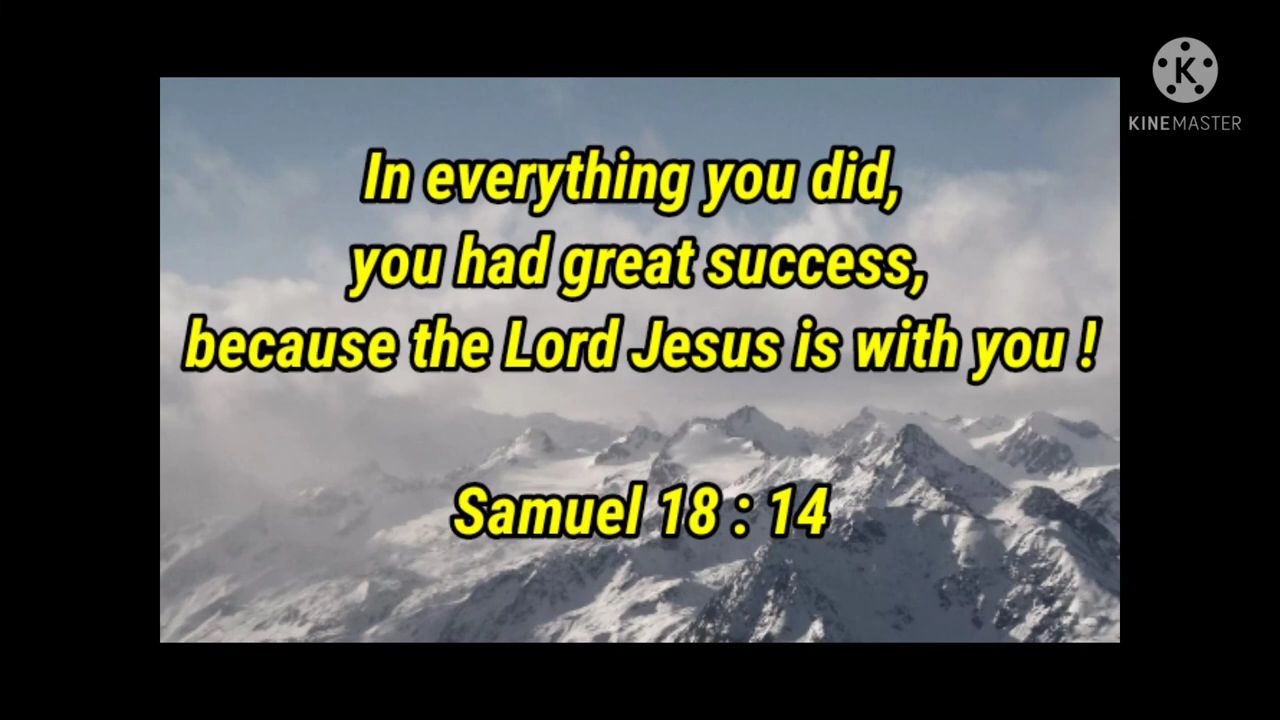 In everything you did,
you had great success,
because the Lord Jesus is with you !
Samuel 18 : 14
K
KINEMASTER